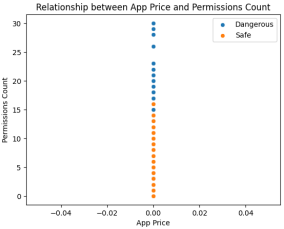 Relationship between App Price and Permissions Count
30
25
20
15
10
5
0
Permissions Count
Dangerous
Safe
−0.04
−0.02
0.00
0.02
0.04
App Price